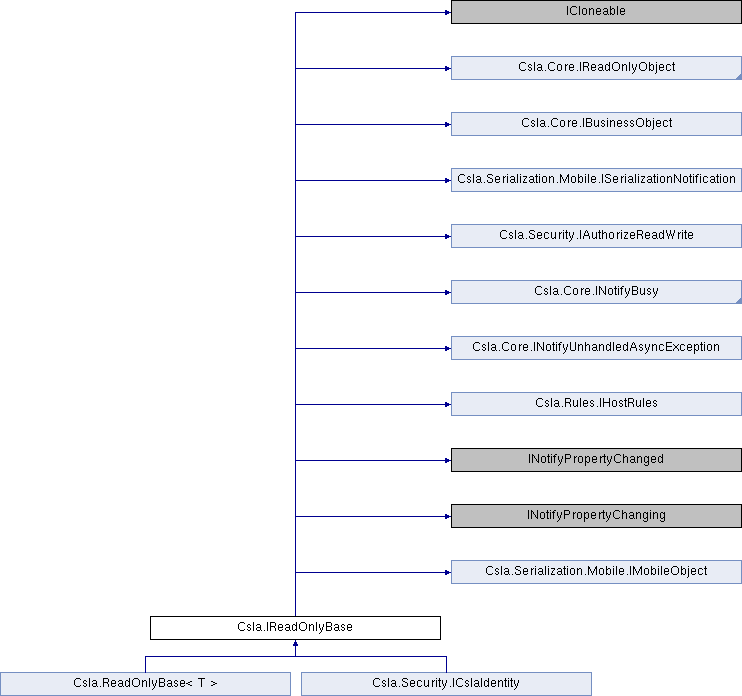 ICloneable
Csla.Core.IReadOnlyObject
Csla.Core.IBusinessObject
Csla.Serialization.Mobile.ISerializationNotification
Csla.Security.IAuthorizeReadWrite
Csla.Core.INotifyBusy
Csla.Core.INotifyUnhandledAsyncException
Csla.Rules.IHostRules
INotifyPropertyChanged
INotifyPropertyChanging
Csla.Serialization.Mobile.IMobileObject
Csla.IReadOnlyBase
Csla.ReadOnlyBase< T >
Csla.Security.ICslaIdentity